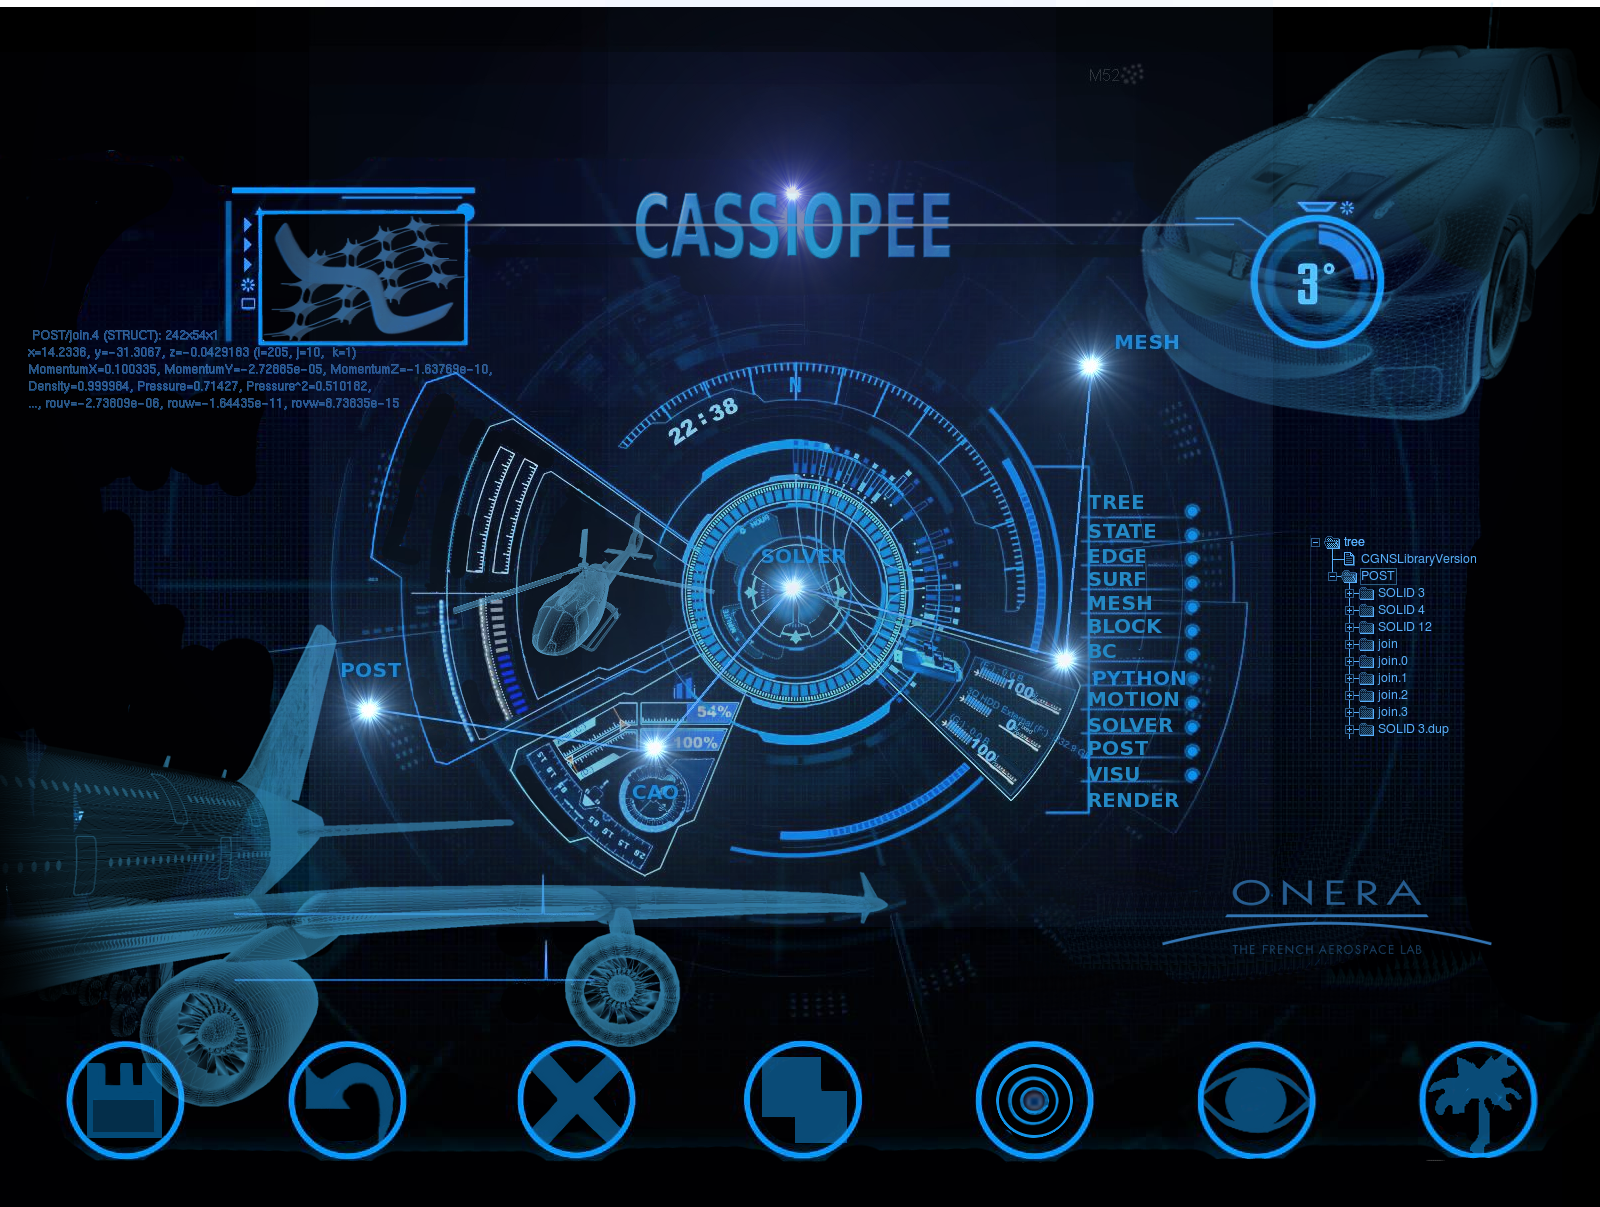 M52
CASSIOPEE
3°
POST/join.4 (STRUCT): 242x54x1
x=14.2336, y=-31.3067, z=-0.0429163 (i=205, j=10, k=1)
MomentumX=0.100335, MomentumY=-2.72665e-05, MomentumZ=-1.63769e-10,
Density=0.999984, Pressure=0.71427, Pressure^2=0.510182,
..., rouv=-2.73609e-06, rouw=-1.64435e-11, rovw=6.73635e-15
MESH
N
22:38
HOUR
SOLVER
TREE
STATE
EDGE
SURF
MESH
BLOCK
BC
PYTHON
MOTION
SOLVER
POST
VISU
RENDER
tree
CGNSLibraryVersion
POST
SOLID 3
SOLID 4
SOLID 12
join
join.0
join.1
join.2
join.3
SOLID 3.dup
POST
100
0
100
54%
100%
CAO
ONERA
THE FRENCH AEROSPACE LAB